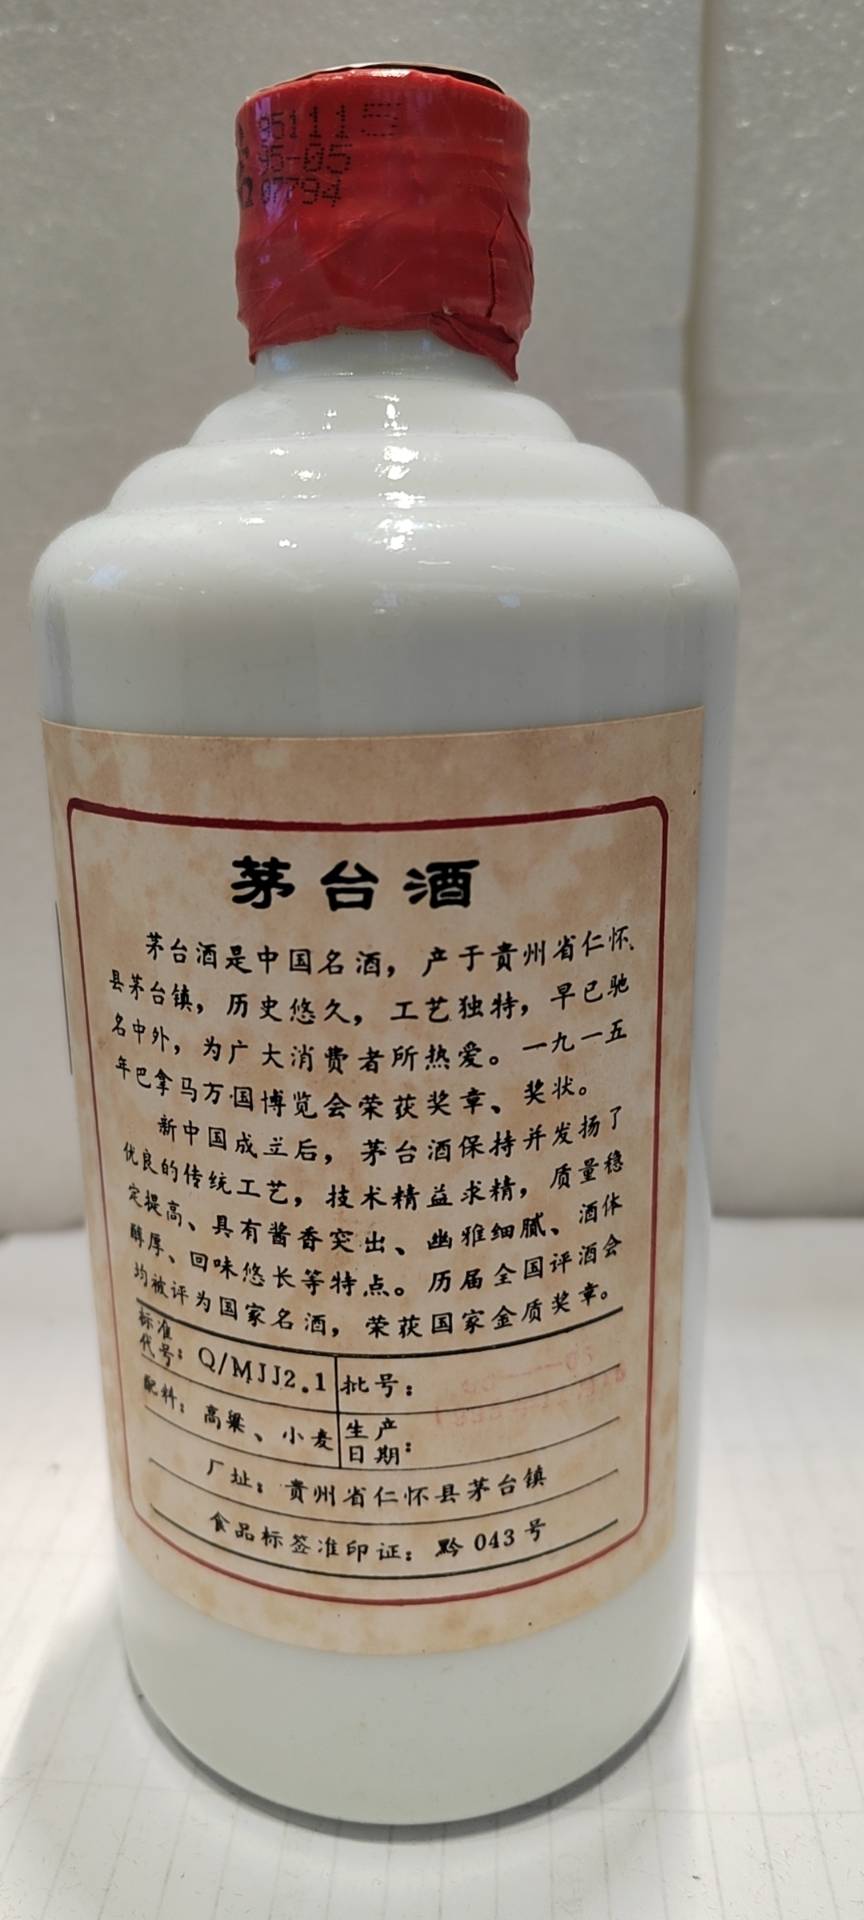 951115
95-05
07794
茅台酒
茅台酒是中国名酒，产于贵州省仁怀
县茅台镇，历史悠久，工艺独特，早已驰
名中外，为广大消费者所热爱。一九一五
年巴拿马万国博览会荣获奖章、奖状。
新中国成立后，茅台酒保持并发扬了
优良的传统工艺，技术精益求精，质量稳
定提高、具有酱香突出、幽雅细腻、酒体
醇厚、回味悠长等特点。历届全国评酒会
均被评为国家名酒，荣获国家金质奖章。
标准代号：Q/MJJ2.1 批号：
配料：高粱、小麦 生产日期：
厂址：贵州省仁怀县茅台镇
食品标签准印证：黔 043 号